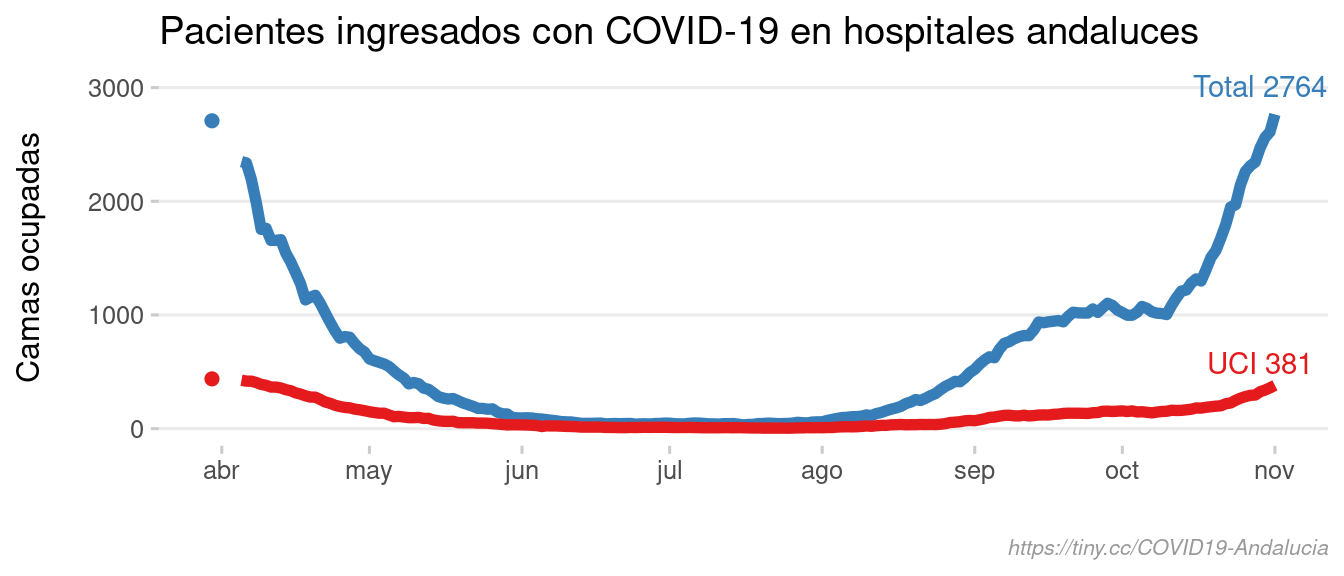 Pacientes ingresados con COVID-19 en hospitales andaluces
Camas ocupadas
3000
2000
1000
0
Total 2764
UCI 381
abr may jun jul ago sep oct nov
https://tiny.cc/COVID19-Andalucia